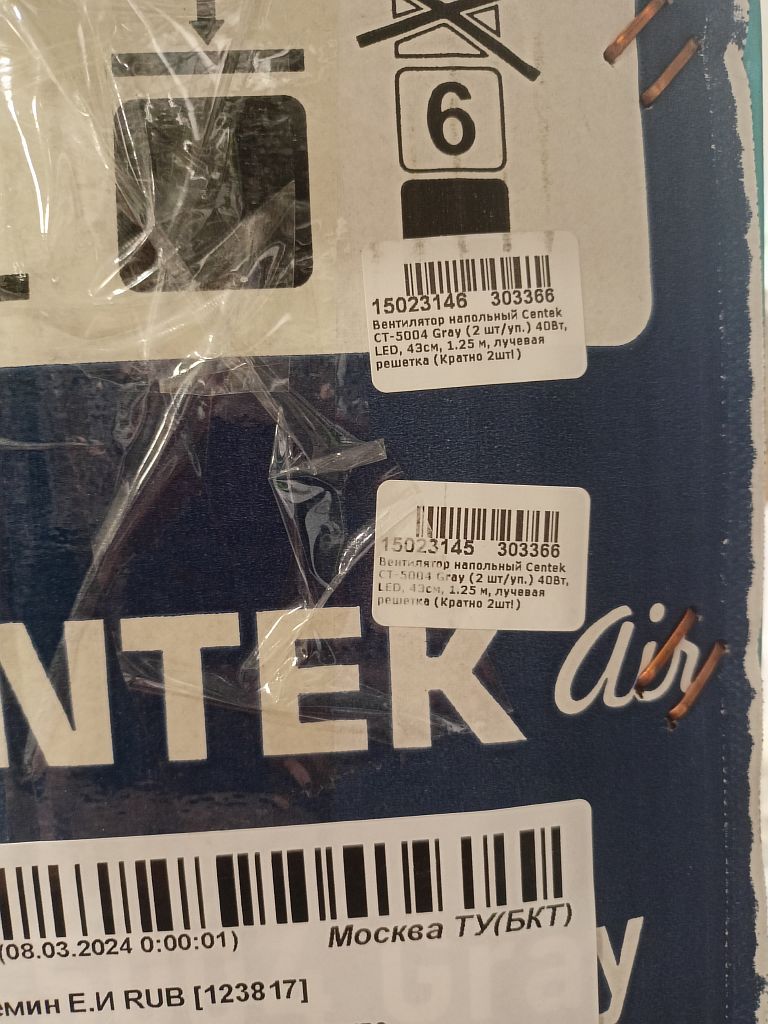 6
15023146 303366
Вентилятор напольный Centek
CT-5004 Gray (2 шт/уп.) 40Вт,
LED, 43см, 1.25 м, лучевая
решетка (Кратно 2шт!)
15023145 303366
Вентилятор напольный Centek
CT-5004 Gray (2 шт/уп.) 40Вт,
LED, 43см, 1.25 м, лучевая
решетка (Кратно 2шт!)
NTEK air
(08.03.2024 0:00:01) Москва ТУ(БКТ)
емин Е.И RUB [123817]
Gray